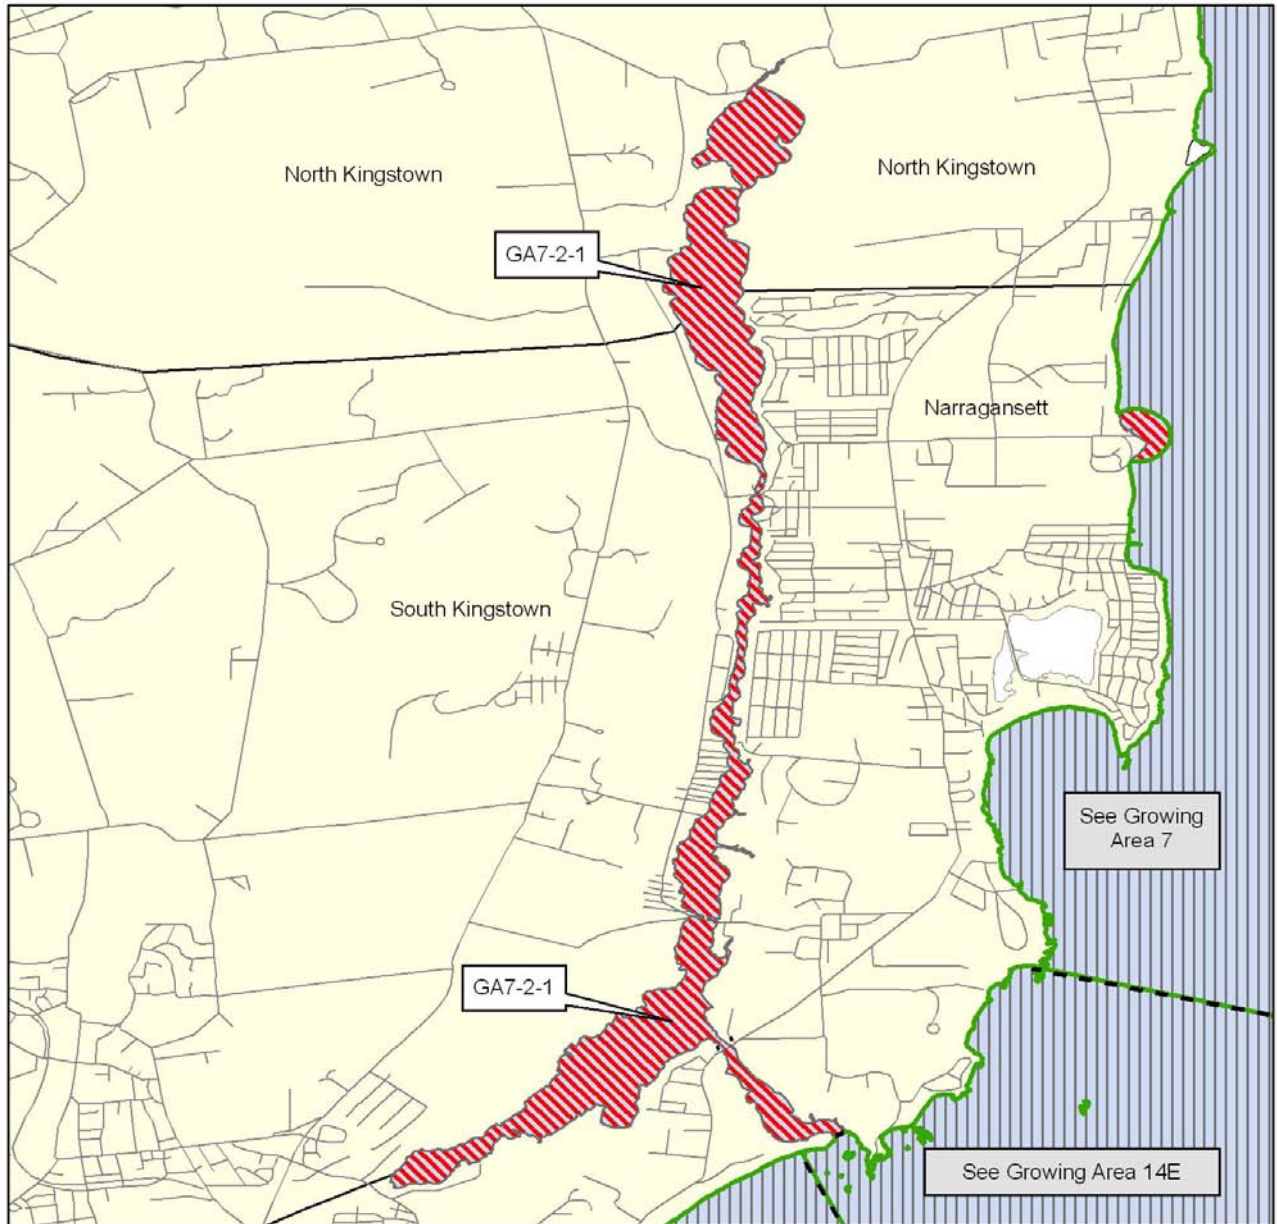 North Kingstown
North Kingstown
GA7-2-1
Narragansett
South Kingstown
See Growing
Area 7
GA7-2-1
See Growing Area 14E